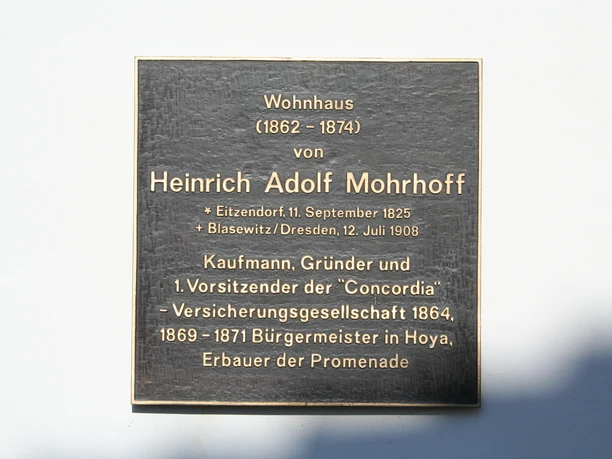 Wohnhaus
(1862 - 1874)
von
Heinrich Adolf Mohrhoff
* Eitzendorf, 11. September 1825
+ Blasewitz/Dresden, 12. Juli 1908
Kaufmann, Gründer und
1. Vorsitzender der "Concordia"
- Versicherungsgesellschaft 1864,
1869 - 1871 Bürgermeister in Hoya,
Erbauer der Promenade